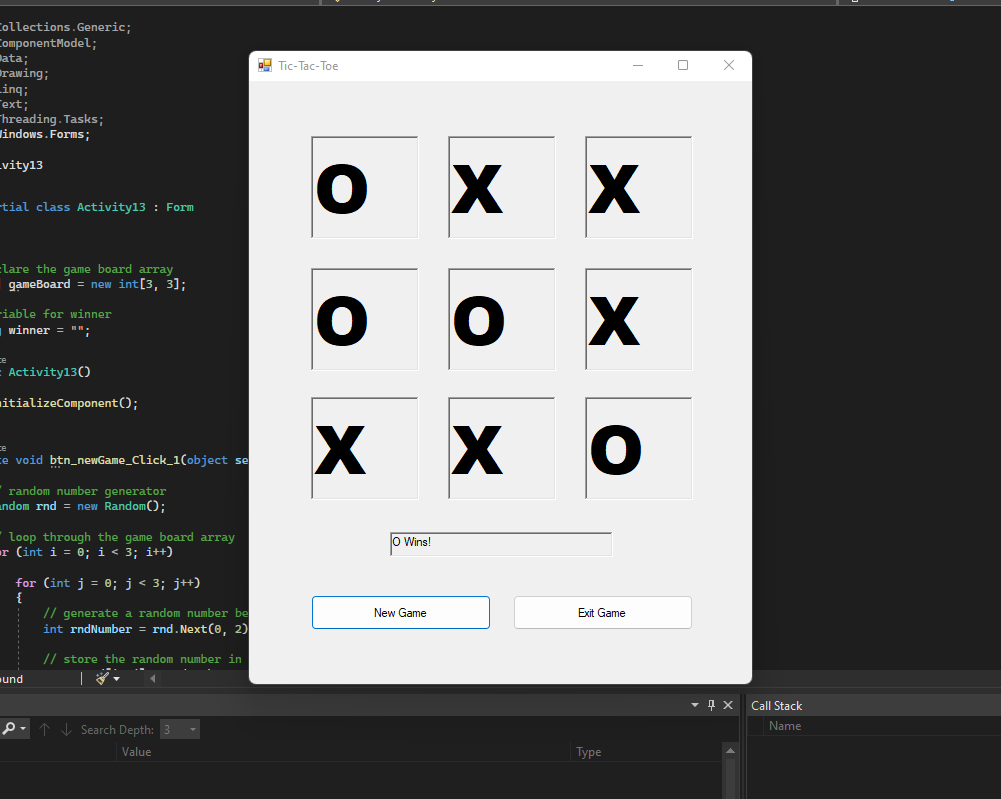 Collections.Generic;
ComponentModel;
Data;
Drawing;
Linq;
Text;
Threading.Tasks;
Windows.Forms;
ivity13
rtial class Activity13 : Form
clare the game board array
gameBoard = new int[3, 3];
riable for winner
winner = "";
ce
Activity13()
nitializeComponent();
ce
te void btn_newGame_Click_1(object se
/ random number generator
andom rnd = new Random();
/ loop through the game board array
or (int i = 0; i < 3; i++)
for (int j = 0; j < 3; j++)
{
// generate a random number be
int rndNumber = rnd.Next(0, 2)
// store the random number in
Tic-Tac-Toe
O X X
O O X
X X O
O Wins!
New Game Exit Game
ound
Search Depth: 3
Value Type
Call Stack
Name